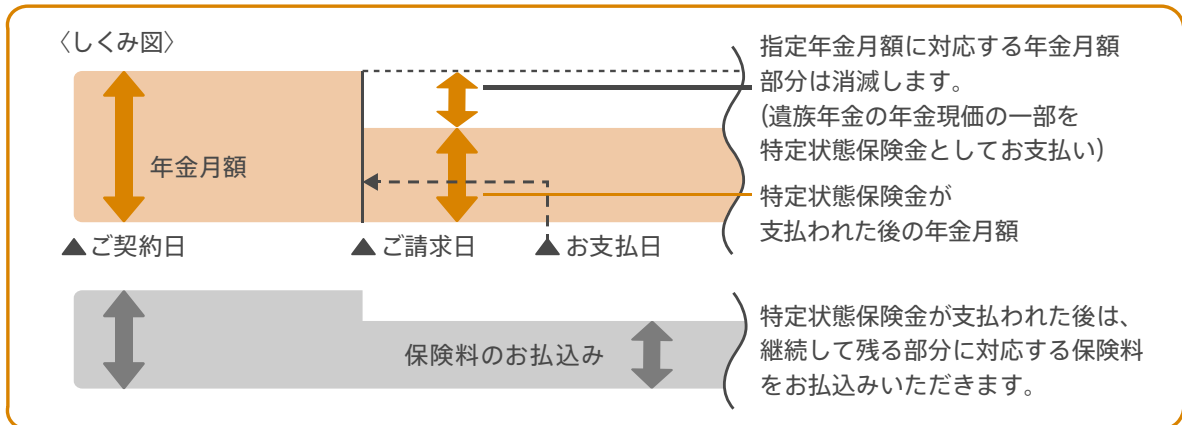 〈しくみ図〉
指定年金月額に対応する年金月額
部分は消滅します。
(遺族年金の年金現価の一部を
特定状態保険金としてお支払い)
年金月額
特定状態保険金が
支払われた後の年金月額
▲ご契約日
▲ご請求日
▲お支払日
特定状態保険金が支払われた後は、
継続して残る部分に対応する保険料
をお払込みいただきます。
保険料のお払込み